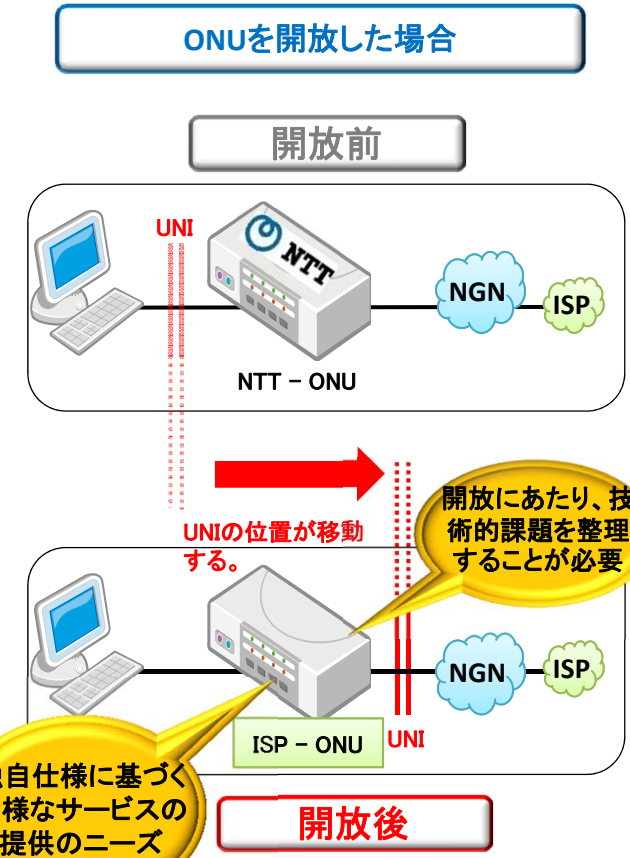 ONUを開放した場合
開放前
UNI
NTT
NGN
ISP
NTT － ONU
UNIの位置が移動
する。
開放にあたり、技
術的課題を整理
することが必要
NGN
ISP
ISP － ONU
UNI
自仕様に基づく
様なサービスの
提供のニーズ
開放後